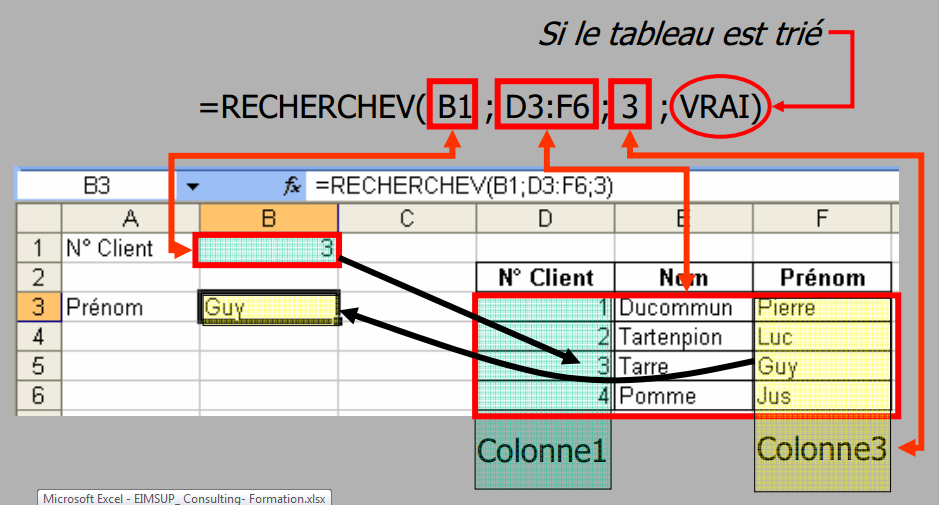 Si le tableau est trié
=RECHERCHEV( B1 ; D3:F6 ; 3 ; VRAI)
B3 fx =RECHERCHEV(B1;D3:F6;3)
A B C D E F
1 N° Client 3
2 N° Client Nom Prénom
3 Prénom Guy 1 Ducommun Pierre
4 2 Tartenpion Luc
5 3 Tarre Guy
6 4 Pomme Jus
Colonne1 Colonne3
Microsoft Excel - EIMSUP_ Consulting- Formation.xlsx